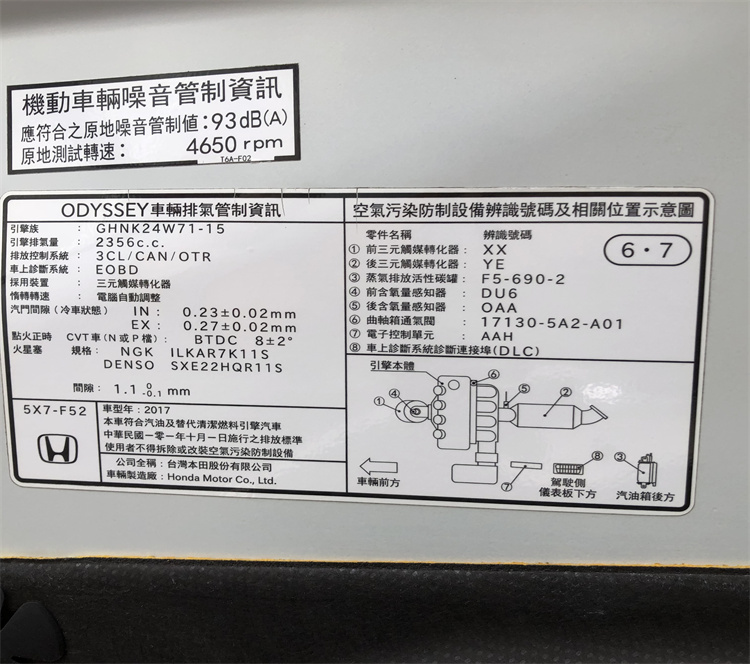 機動車輛噪音管制資訊
應符合之原地噪音管制值:93dB(A)
原地測試轉速: 4650 rpm
T6A-F02
ODYSSEY車輛排氣管制資訊
引擎族 : GHNK24W71-15
引擎排氣量 : 2356c.c.
排放控制系統 : 3CL/CAN/OTR
車上診斷系統 : EOBD
採用裝置 : 三元觸媒轉化器
惰轉轉速 : 電腦自動調整
汽門間隙(冷車狀態) IN : 0.23±0.02mm
EX : 0.27±0.02mm
點火正時 CVT車(N或P檔) : BTDC 8±2°
火星塞 規格: NGK ILKAR7K11S
DENSO SXE22HQR11S
間隙: 1.1 0 -0.1 mm
5X7-F52
車型年:2017
本車符合汽油及替代清潔燃料引擎汽車
中華民國一○一年十月一日施行之排放標準
使用者不得拆除或改裝空氣污染防制設備
公司全稱:台灣本田股份有限公司
車輛製造廠:Honda Motor Co., Ltd.
空氣污染防制設備辨識號碼及相關位置示意圖
零件名稱 辨識號碼
6・7
① 前三元觸媒轉化器: XX
② 後三元觸媒轉化器: YE
③ 蒸氣排放活性碳罐: F5-690-2
④ 前含氧量感知器 : DU6
⑤ 後含氧量感知器 : OAA
⑥ 曲軸箱通氣閥 : 17130-5A2-A01
⑦ 電子控制單元 : AAH
⑧ 車上診斷系統診斷連接埠(DLC)
引擎本體
⑥
④
①
⑤
②
⑦
⑧
③
車輛前方
駕駛側
儀表板下方
汽油箱後方